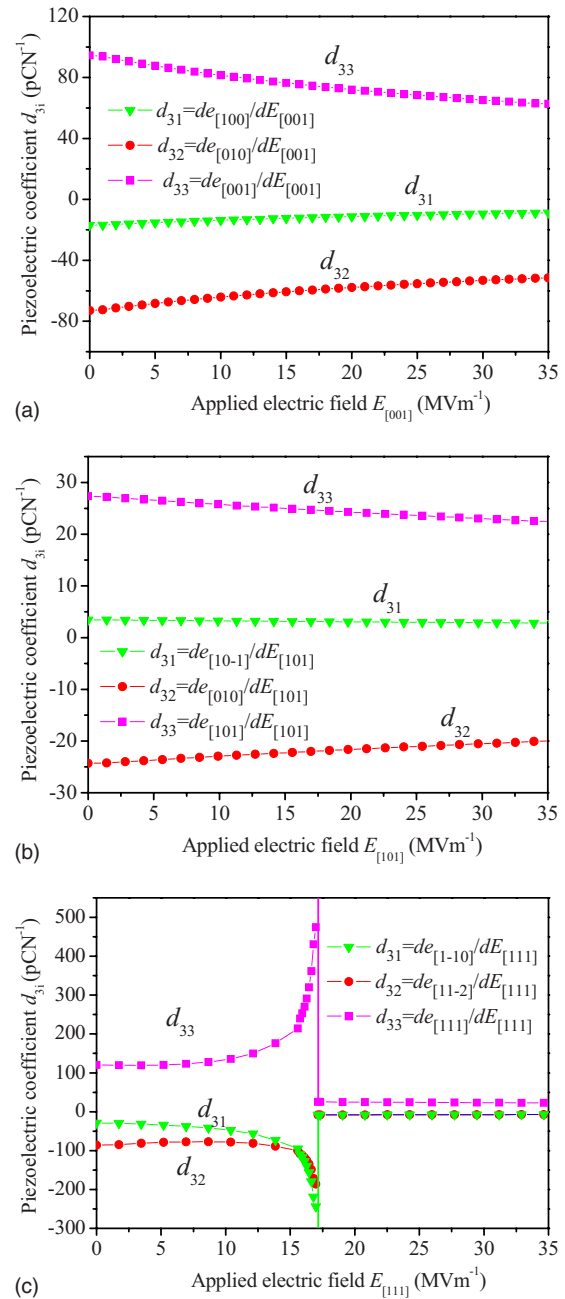 120
80
40
0
-40
-80
Piezoelectric coefficient d3i (pCN-1)
d33
d31=de[100]/dE[001]
d32=de[010]/dE[001]
d33=de[001]/dE[001]
d31
d32
0 5 10 15 20 25 30 35
(a) Applied electric field E[001] (MVm-1)
30
20
10
0
-10
-20
-30
Piezoelectric coefficient d3i (pCN-1)
d33
d31
d31=de[10-1]/dE[101]
d32=de[010]/dE[101]
d33=de[101]/dE[101]
d32
0 5 10 15 20 25 30 35
(b) Applied electric field E[101] (MVm-1)
500
400
300
200
100
0
-100
-200
-300
Piezoelectric coefficient d3i (pCN-1)
d31=de[1-10]/dE[111]
d32=de[11-2]/dE[111]
d33=de[111]/dE[111]
d33
d31
d32
0 5 10 15 20 25 30 35
(c) Applied electric field E[111] (MVm-1)